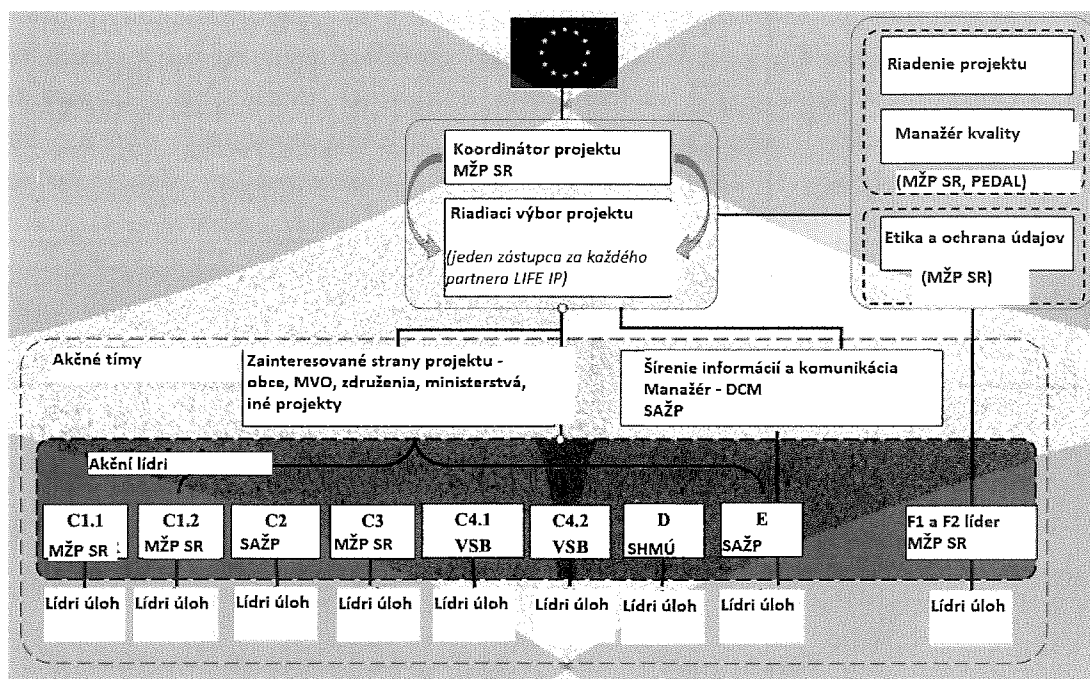 Koordinátor projektu
MŽP SR
Riadiaci výbor projektu
(jeden zástupca za každého
partnera LIFE IP)
Riadenie projektu
Manažér kvality
(MŽP SR, PEDAL)
Etika a ochrana údajov
(MŽP SR)
Akčné tímy
Zainteresované strany projektu -
obce, MVO, združenia, ministerstvá,
iné projekty
Šírenie informácií a komunikácia
Manažér - DCM
SAŽP
Akční lídri
C1.1
MŽP SR
C1.2
MŽP SR
C2
SAŽP
C3
MŽP SR
C4.1
VSB
C4.2
VSB
D
SHMÚ
E
SAŽP
F1 a F2 líder
MŽP SR
Lídri úloh
Lídri úloh
Lídri úloh
Lídri úloh
Lídri úloh
Lídri úloh
Lídri úloh
Lídri úloh
Lídri úloh